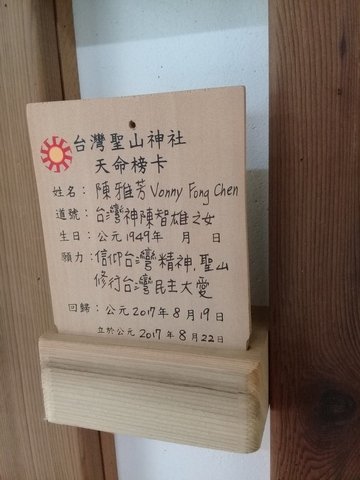 台灣聖山神社
天命榜卡
姓名：陳雅芳 Vonny Fong Chen
道號：台灣神陳智雄之女
生日：公元1949年 月 日
願力：信仰台灣精神.聖山
修行台灣民主大愛
回歸：公元2017年8月19日
立於公元2017年8月22日